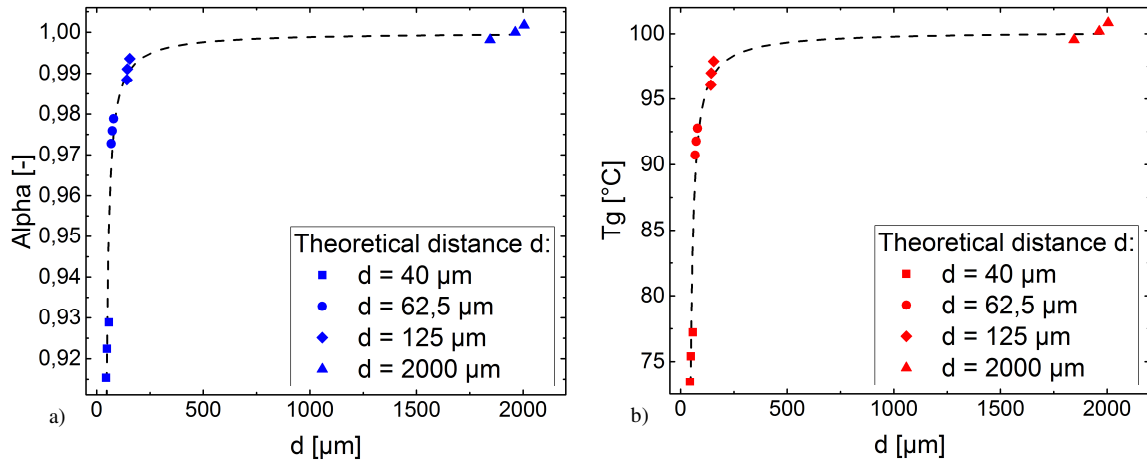 1,00
0,99
0,98
0,97
0,96
0,95
0,94
0,93
0,92
Alpha [-]
Theoretical distance d:
d = 40 µm
d = 62,5 µm
d = 125 µm
d = 2000 µm
0 500 1000 1500 2000
d [µm]
a)
100
95
90
85
80
75
Tg [°C]
Theoretical distance d:
d = 40 µm
d = 62,5 µm
d = 125 µm
d = 2000 µm
0 500 1000 1500 2000
d [µm]
b)